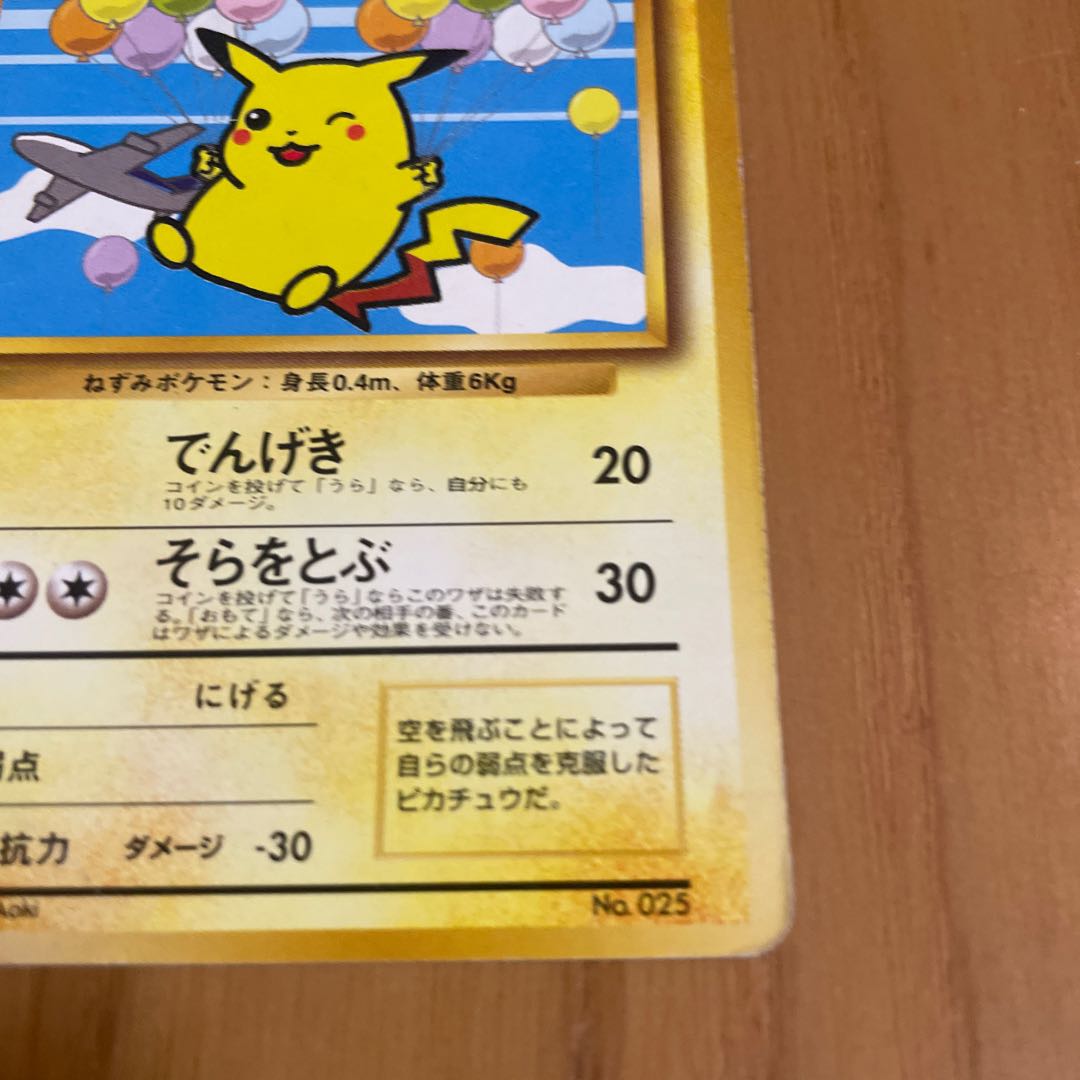 ねずみポケモン：身長0.4m、体重6Kg
でんげき 20
コインを投げて「うら」なら、自分にも
10ダメージ。
そらをとぶ 30
コインを投げて「うら」ならこのワザは失敗す
る。「おもて」なら、次の相手の番、このカード
はワザによるダメージや効果を受けない。
にげる
弱点
抗力 ダメージ -30
空を飛ぶことによって
自らの弱点を克服した
ピカチュウだ。
Aoki
No. 025